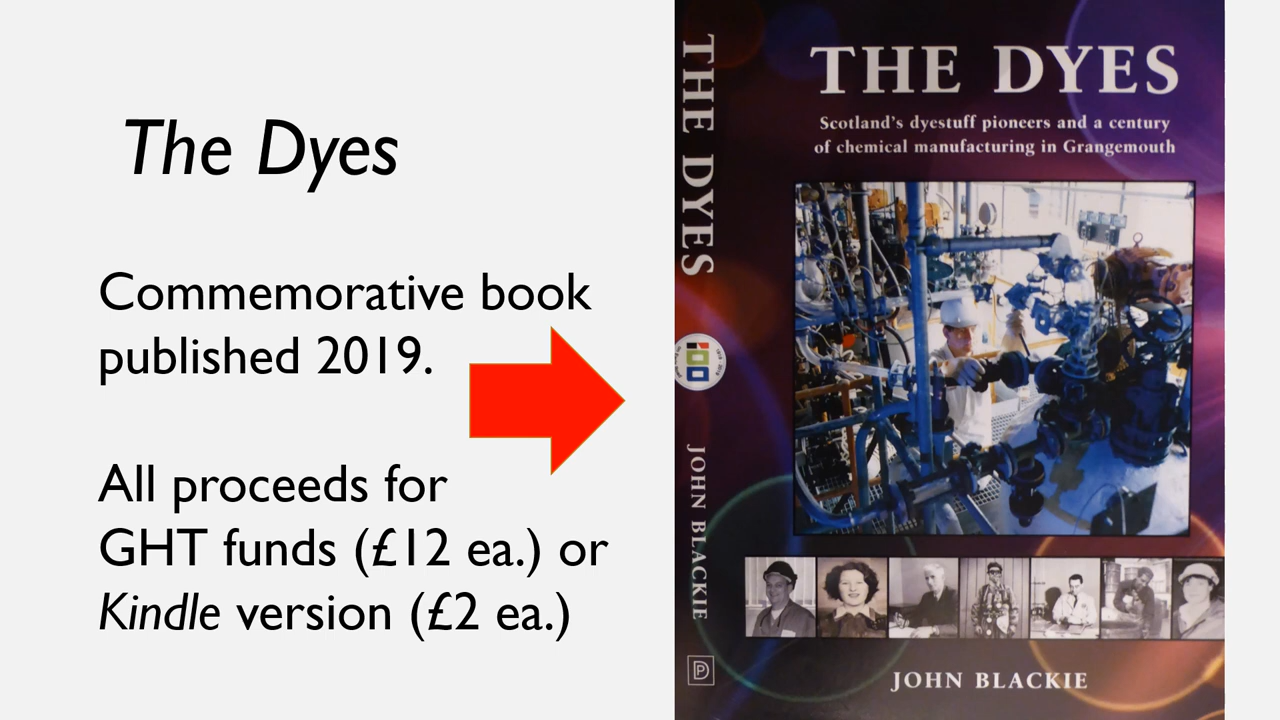 The Dyes
Commemorative book
published 2019.
All proceeds for
GHT funds (£12 ea.) or
Kindle version (£2 ea.)
THE DYES
100
JOHN BLACKIE
THE DYES
Scotland's dyestuff pioneers and a century
of chemical manufacturing in Grangemouth
JOHN BLACKIE